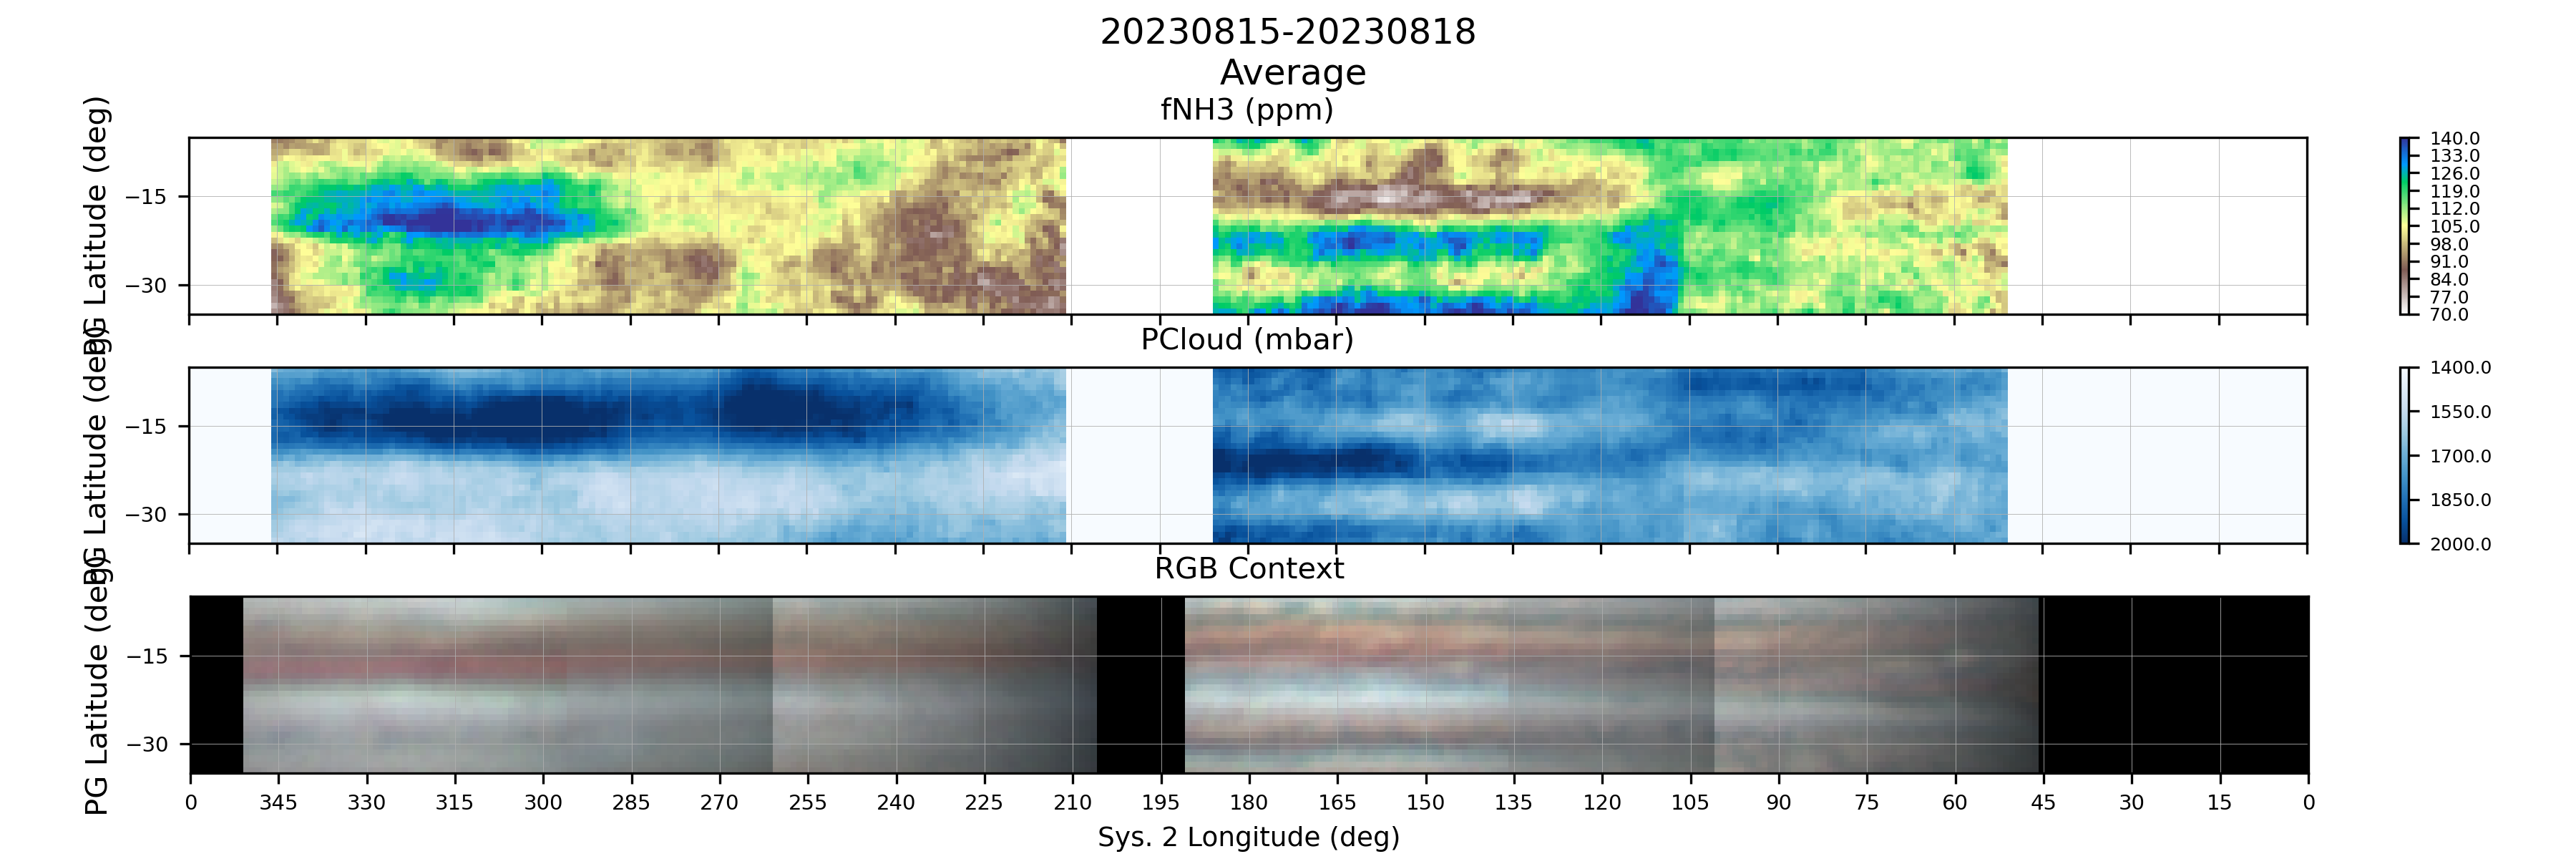 20230815-20230818
Average
fNH3 (ppm)
PG Latitude (deg)
−15
−30
140.0
133.0
126.0
119.0
112.0
105.0
98.0
91.0
84.0
77.0
70.0
PCloud (mbar)
PG Latitude (deg)
−15
−30
1400.0
1550.0
1700.0
1850.0
2000.0
RGB Context
PG Latitude (deg)
−15
−30
0 345 330 315 300 285 270 255 240 225 210 195 180 165 150 135 120 105 90 75 60 45 30 15 0
Sys. 2 Longitude (deg)